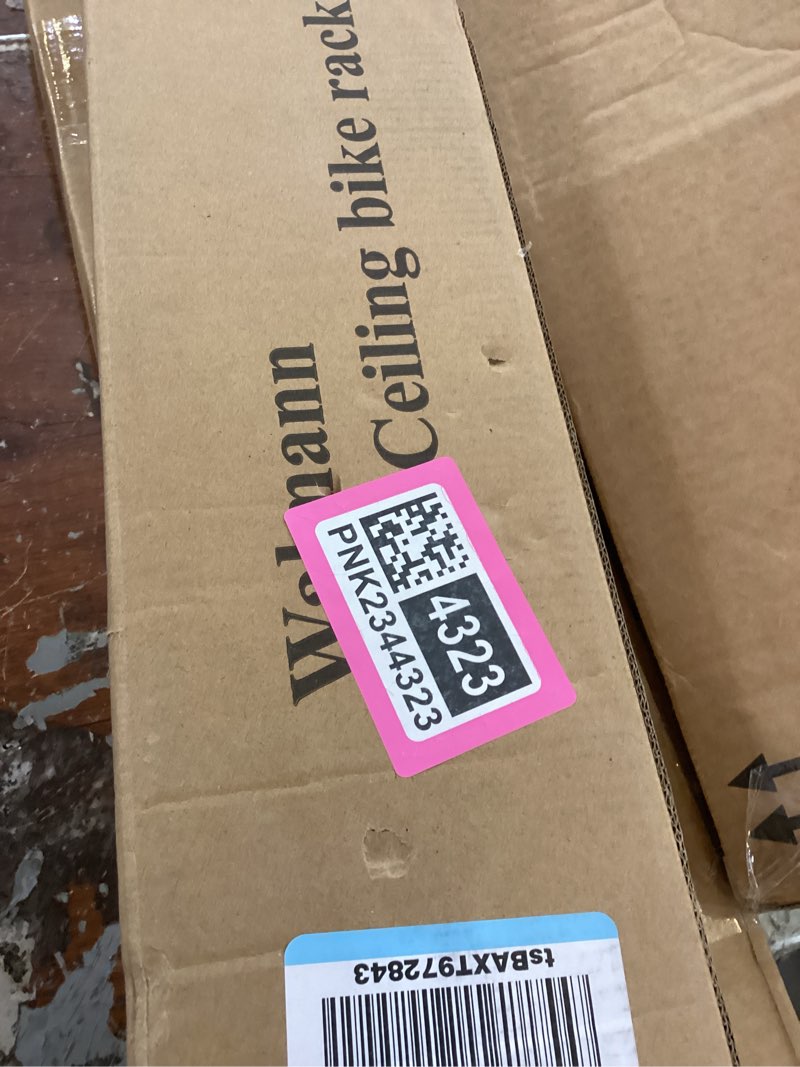 Ceiling bike rack
4323
PNK2344323
tsBAXT972843